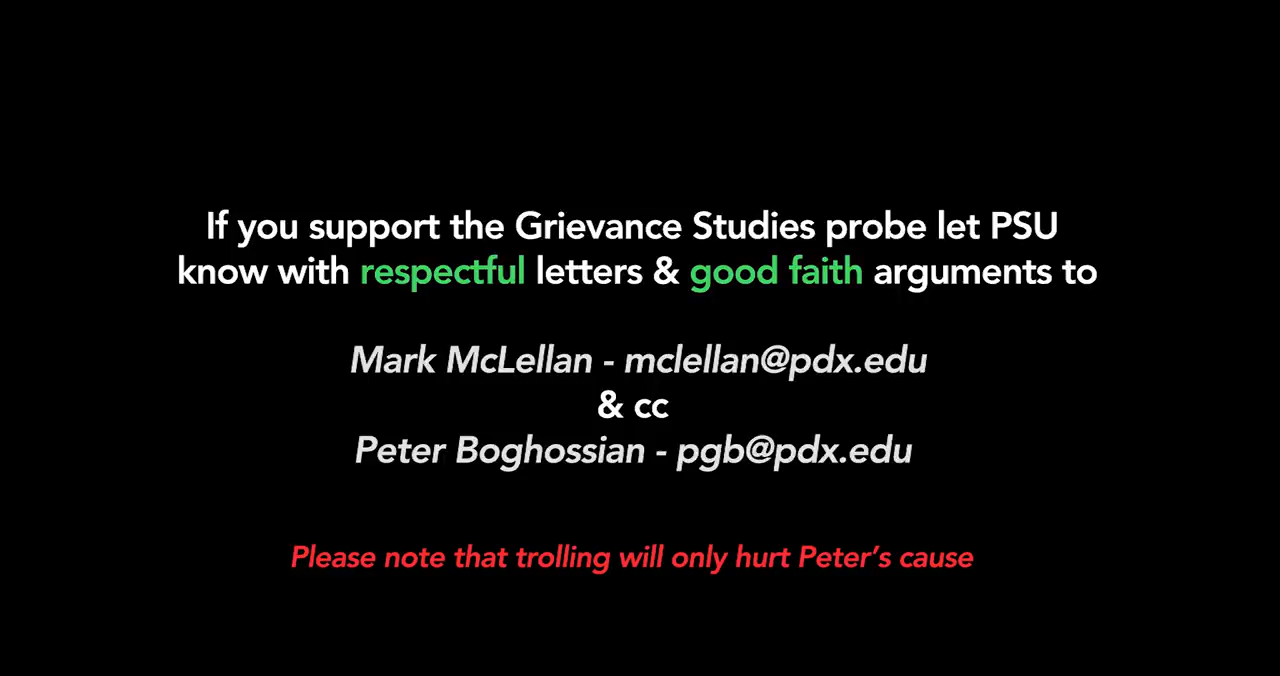 If you support the Grievance Studies probe let PSU
know with respectful letters & good faith arguments to
Mark McLellan - mclellan@pdx.edu
& cc
Peter Boghossian - pgb@pdx.edu
Please note that trolling will only hurt Peter’s cause